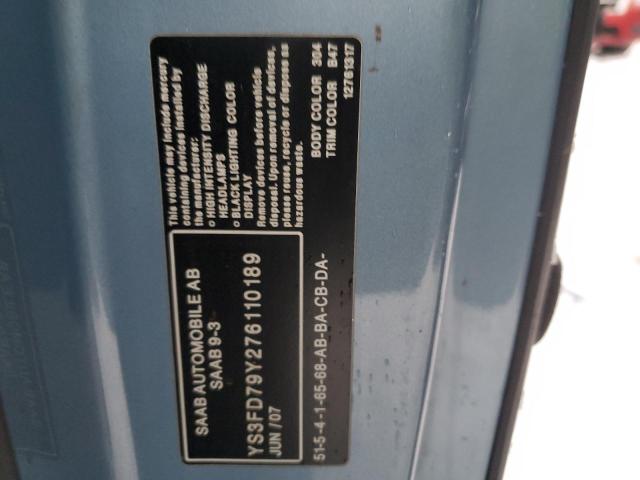 This vehicle may include mercury
containing devices installed by
the manufacturer:
o HIGH INTENSITY DISCHARGE
HEADLAMPS
o BLACK LIGHTING COLOR
DISPLAY
Remove devices before vehicle
disposal. Upon removal of devices,
please reuse, recycle or dispose as
hazardous waste.
BODY COLOR 304
TRIM COLOR B47
12761317
SAAB AUTOMOBILE AB
SAAB 9-3
YS3FD79Y276110189
JUN / 07
51-5-4-1-65-68-AB-BA-CB-DA-